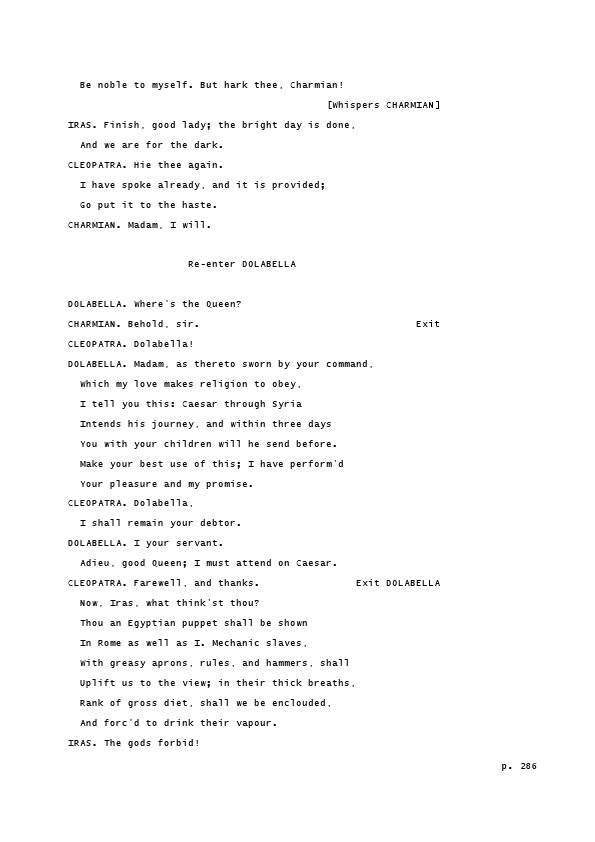 Be noble to myself. But hark thee, Charmian!
[Whispers CHARMIAN]
IRAS. Finish, good lady; the bright day is done,
And we are for the dark.
CLEOPATRA. Hie thee again.
I have spoke already, and it is provided;
Go put it to the haste.
CHARMIAN. Madam, I will.
Re-enter DOLABELLA
DOLABELLA. Where's the Queen?
CHARMIAN. Behold, sir. Exit
CLEOPATRA. Dolabella!
DOLABELLA. Madam, as thereto sworn by your command,
Which my love makes religion to obey,
I tell you this: Caesar through Syria
Intends his journey, and within three days
You with your children will he send before.
Make your best use of this; I have perform'd
Your pleasure and my promise.
CLEOPATRA. Dolabella,
I shall remain your debtor.
DOLABELLA. I your servant.
Adieu, good Queen; I must attend on Caesar.
CLEOPATRA. Farewell, and thanks. Exit DOLABELLA
Now, Iras, what think'st thou?
Thou an Egyptian puppet shall be shown
In Rome as well as I. Mechanic slaves,
With greasy aprons, rules, and hammers, shall
Uplift us to the view; in their thick breaths,
Rank of gross diet, shall we be enclouded,
And forc'd to drink their vapour.
IRAS. The gods forbid!
p. 286